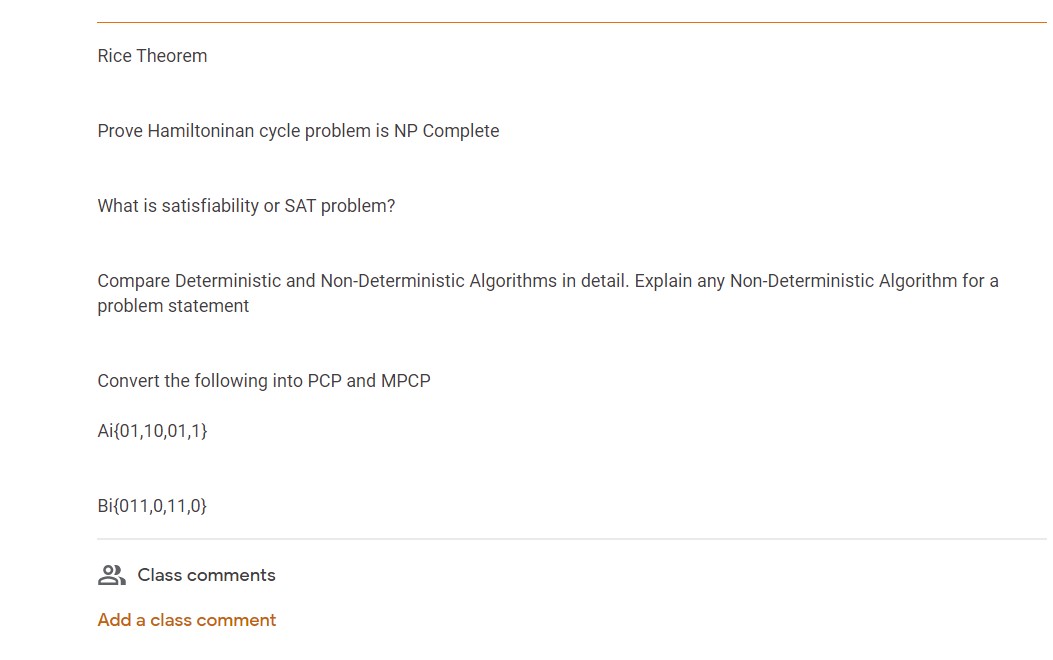 Rice Theorem
Prove Hamiltoninan cycle problem is NP Complete
What is satisfiability or SAT problem?
Compare Deterministic and Non-Deterministic Algorithms in detail. Explain any Non-Deterministic Algorithm for a
problem statement
Convert the following into PCP and MPCP
Ai{01,10,01,1}
Bi{011,0,11,0}
Class comments
Add a class comment